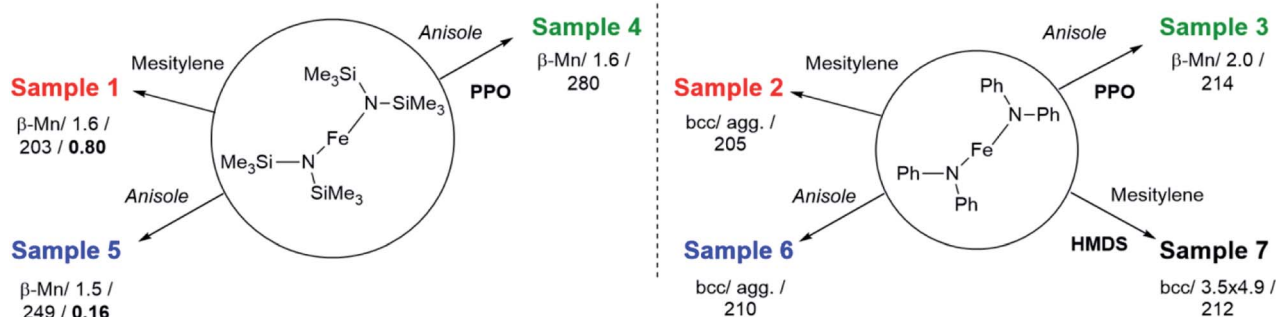 Anisole
Sample 4
β-Mn/ 1.6 /
280
PPO
Mesitylene
Sample 1
β-Mn/ 1.6 /
203 / 0.80
Me3Si
N—SiMe3
Fe
Me3Si—N
SiMe3
Anisole
Sample 5
β-Mn/ 1.5 /
249 / 0.16
Anisole
Sample 3
β-Mn/ 2.0 /
214
PPO
Mesitylene
Sample 2
bcc/ agg. /
205
Ph
N—Ph
Fe
Ph—N
Ph
Anisole
Sample 6
bcc/ agg. /
210
Mesitylene
HMDS
Sample 7
bcc/ 3.5x4.9 /
212